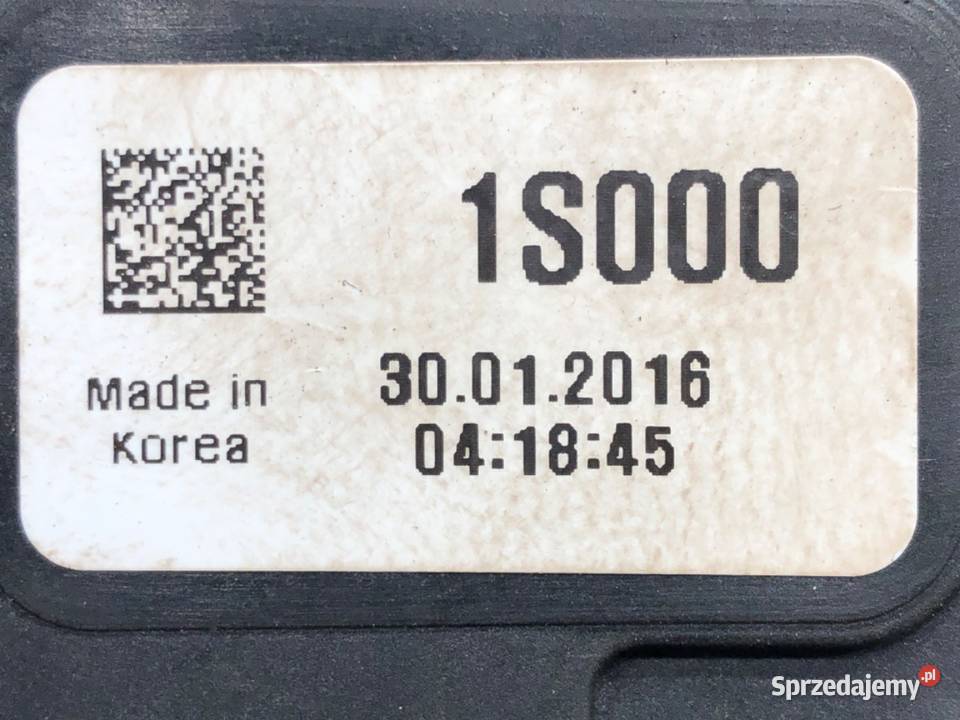 1S000
30.01.2016
04:18:45
Made in
Korea
Sprzedajemy.pl